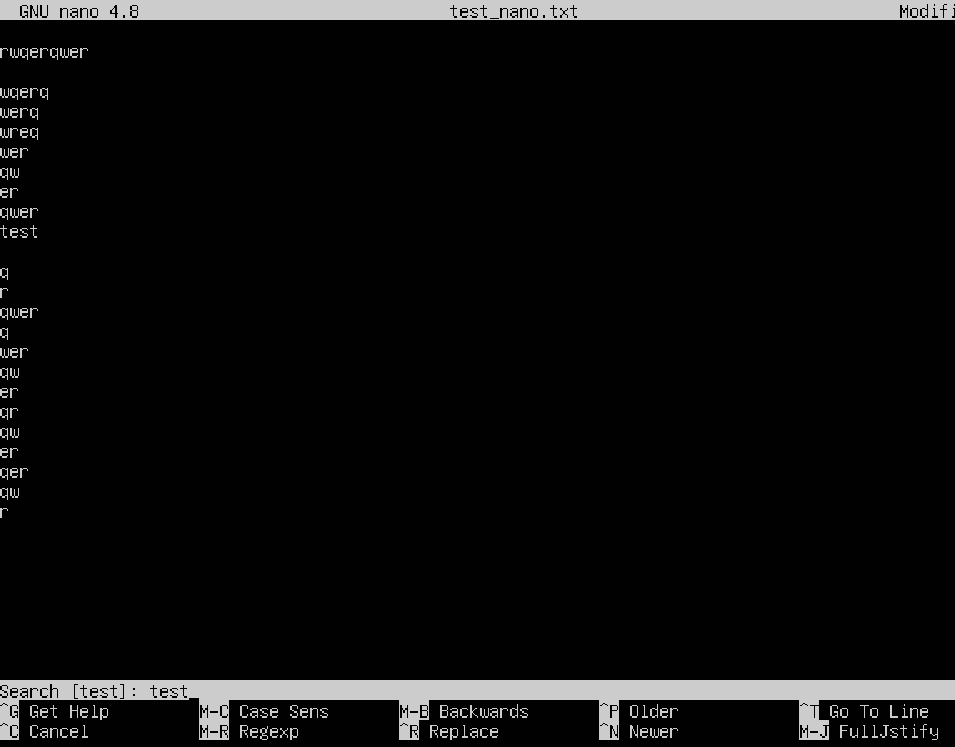 GNU nano 4.8 test_nano.txt Modifi
rwqerqwer
wqerq
werq
wreq
wer
qw
er
qwer
test
q
r
qwer
q
wer
qw
er
qr
qw
er
qer
qw
r
Search [test]: test_
^G Get Help M-C Case Sens M-B Backwards ^P Older ^T Go To Line
^C Cancel M-R Regexp ^R Replace ^N Newer M-J FullJstify